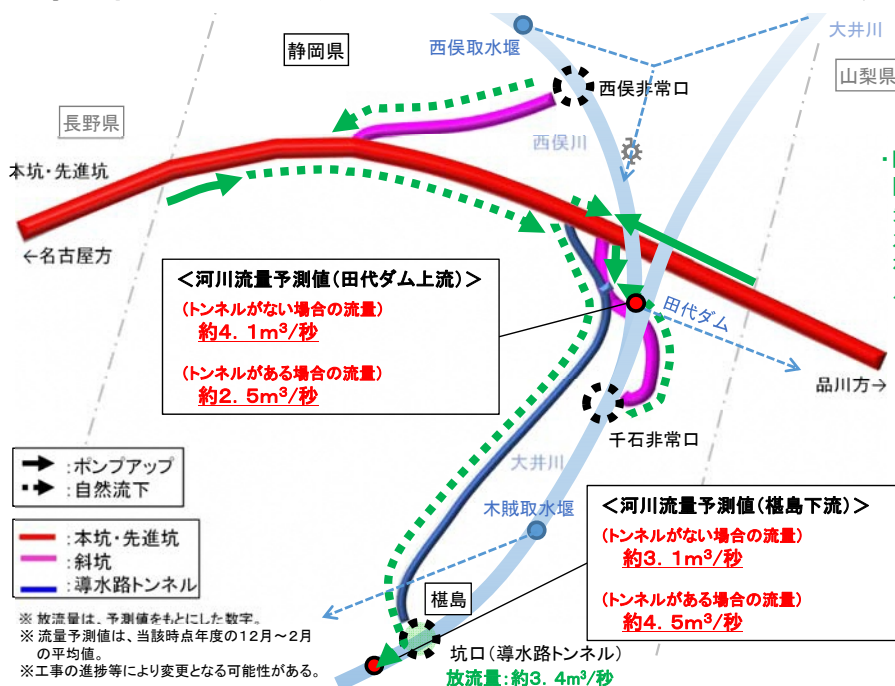 静岡県
西俣取水堰
大井川
山梨県
西俣非常口
長野県
西俣川
本坑・先進坑
←名古屋方
<河川流量予測値(田代ダム上流)>
(トンネルがない場合の流量)
約4.1m³/秒
(トンネルがある場合の流量)
約2.5m³/秒
田代ダム
品川方→
千石非常口
:ポンプアップ
:自然流下
大井川
木賊取水堰
<河川流量予測値(椹島下流)>
(トンネルがない場合の流量)
約3.1m³/秒
(トンネルがある場合の流量)
約4.5m³/秒
:本坑・先進坑
:斜坑
:導水路トンネル
椹島
※ 放流量は、予測値をもとにした数字。
※ 流量予測値は、当該時点年度の12月~2月
の平均値。
※工事の進捗等により変更となる可能性がある。
坑口(導水路トンネル)
放流量:約3.4m³/秒